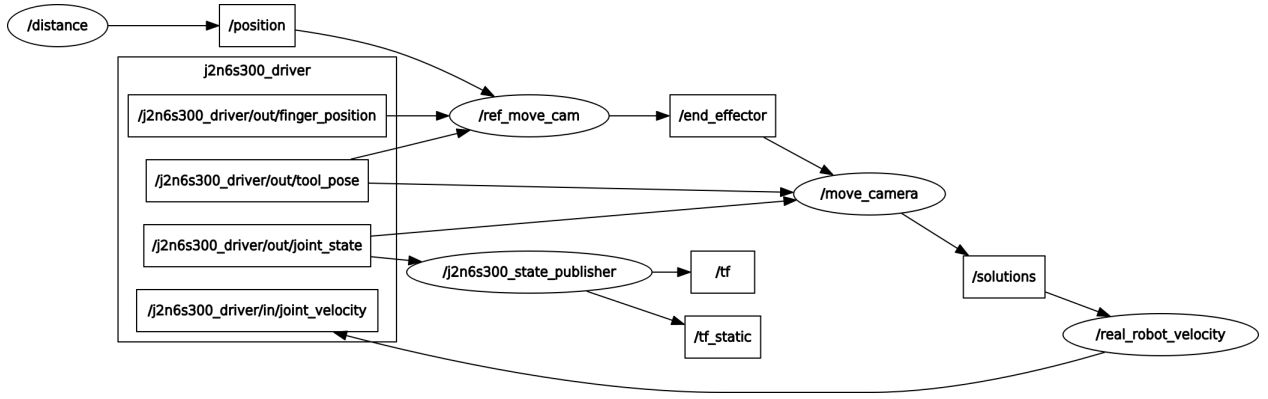 /distance
/position
j2n6s300_driver
/j2n6s300_driver/out/finger_position
/ref_move_cam
/end_effector
/j2n6s300_driver/out/tool_pose
/move_camera
/j2n6s300_driver/out/joint_state
/j2n6s300_state_publisher
/tf
/solutions
/j2n6s300_driver/in/joint_velocity
/tf_static
/real_robot_velocity